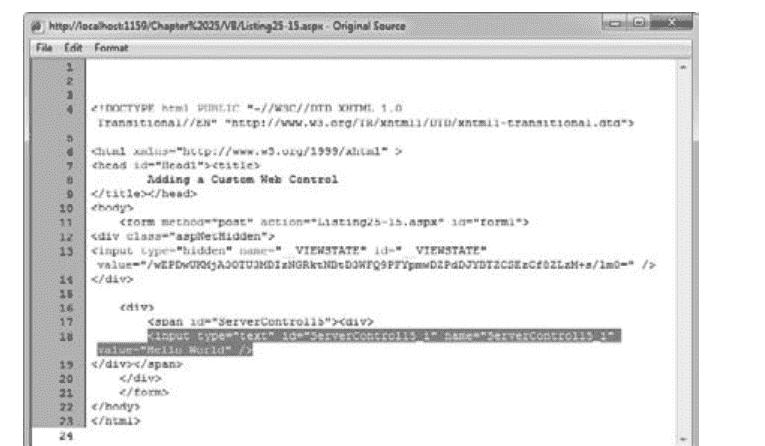 http://localhost:1159/Chapter%2025/VB/Listing25-15.aspx - Original Source
File Edit Format
1
2
3
4 <!DOCTYPE html PUBLIC "-//W3C//DTD XHTML 1.0
Transitional//EN" "http://www.w3.org/TR/xhtml1/DTD/xhtml1-transitional.dtd">
5
6 <html xmlns="http://www.w3.org/1999/xhtml" >
7 <head id="Head1"><title>
8 Adding a Custom Web Control
9 </title></head>
10 <body>
11 <form method="post" action="Listing25-15.aspx" id="form1">
12 <div class="aspNetHidden">
13 <input type="hidden" name="__VIEWSTATE" id="__VIEWSTATE"
value=" />
14 </div>
15
16 <div>
17 <span id="ServerControl15"><div>
18 <input type="text" id="ServerControl15_i" name="ServerControl15_i"
value="Hello World" />
19 </div></span>
20 </div>
21 </form>
22 </body>
23 </html>
24